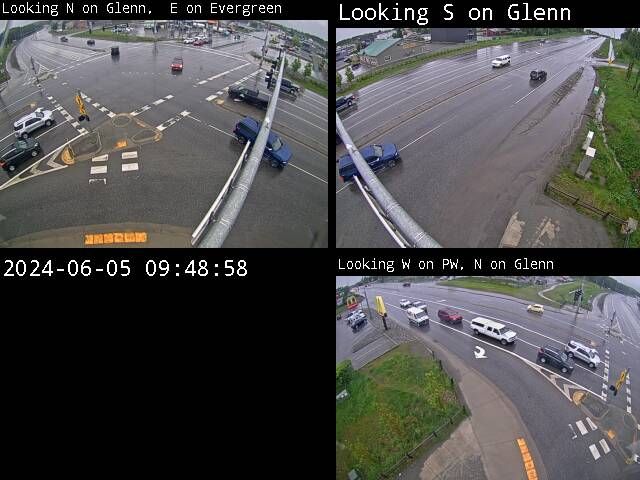 Looking N on Glenn,  E on Evergreen
Looking S on Glenn
2024-06-05 09:48:58
Looking W on PW, N on Glenn